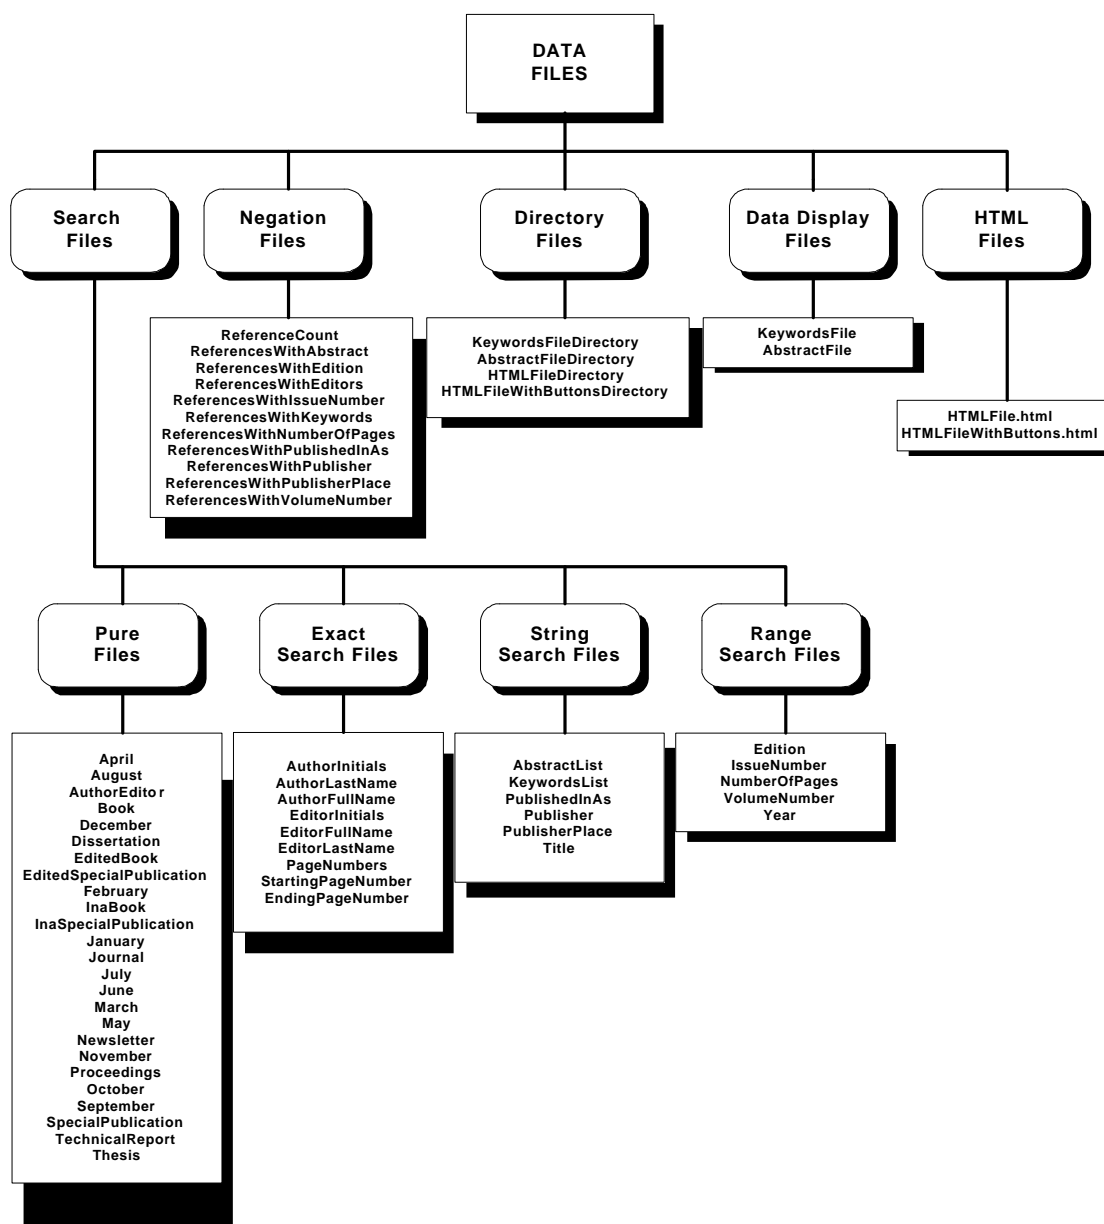 DATA
FILES
Search
Files
Negation
Files
Directory
Files
Data Display
Files
HTML
Files
ReferenceCount
ReferencesWithAbstract
ReferencesWithEdition
ReferencesWithEditors
ReferencesWithIssueNumber
ReferencesWithKeywords
ReferencesWithNumberOfPages
ReferencesWithPublishedInAs
ReferencesWithPublisher
ReferencesWithPublisherPlace
ReferencesWithVolumeNumber
KeywordsFileDirectory
AbstractFileDirectory
HTMLFileDirectory
HTMLFileWithButtonsDirectory
KeywordsFile
AbstractFile
HTMLFile.html
HTMLFileWithButtons.html
Pure
Files
Exact
Search Files
String
Search Files
Range
Search Files
April
August
AuthorEditor
Book
December
Dissertation
EditedBook
EditedSpecialPublication
February
InaBook
InaSpecialPublication
January
Journal
July
June
March
May
Newsletter
November
Proceedings
October
September
SpecialPublication
TechnicalReport
Thesis
AuthorInitials
AuthorLastName
AuthorFullName
EditorInitials
EditorFullName
EditorLastName
PageNumbers
StartingPageNumber
EndingPageNumber
AbstractList
KeywordsList
PublishedInAs
Publisher
PublisherPlace
Title
Edition
IssueNumber
NumberOfPages
VolumeNumber
Year